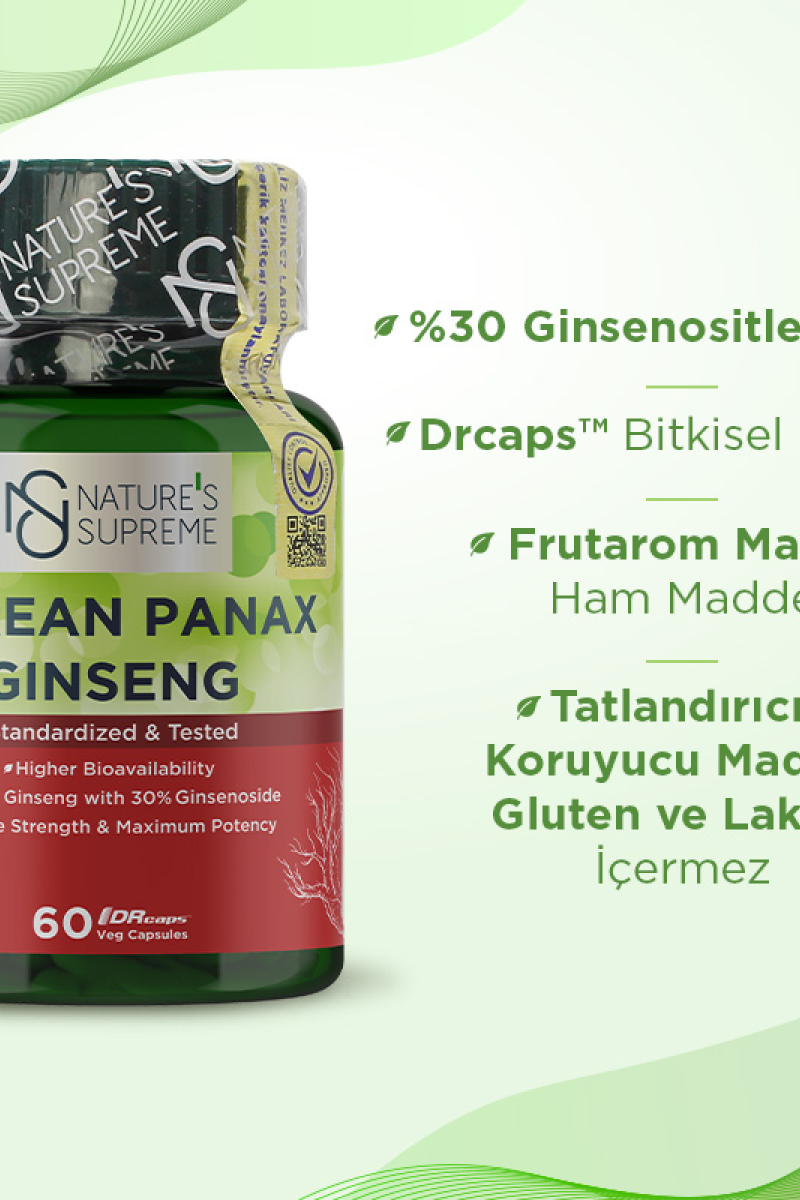 NATURE'S
SUPREME
NATURE'S
SUPREME
EAN PANAX
GINSENG
tandardized & Tested
Higher Bioavailability
Ginseng with 30% Ginsenoside
e Strength & Maximum Potency
60 DRcaps™
Veg Capsules
%30 Ginsenositle
Drcaps™ Bitkisel
Frutarom Ma
Ham Madde
Tatlandırıcı
Koruyucu Mad
Gluten ve Lak
İçermez